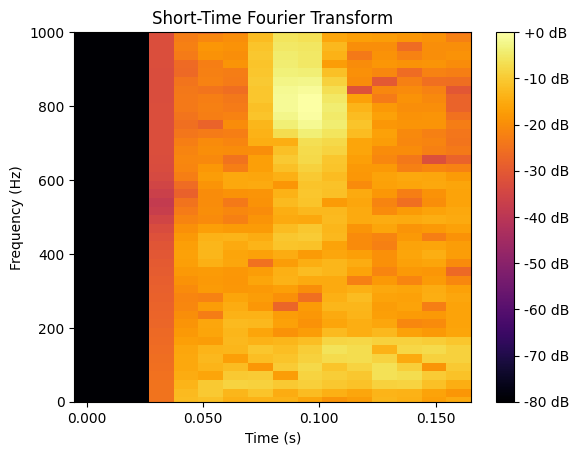 Short-Time Fourier Transform
Frequency (Hz)
1000
800
600
400
200
0
0.000
0.050
0.100
0.150
Time (s)
+0 dB
-10 dB
-20 dB
-30 dB
-40 dB
-50 dB
-60 dB
-70 dB
-80 dB